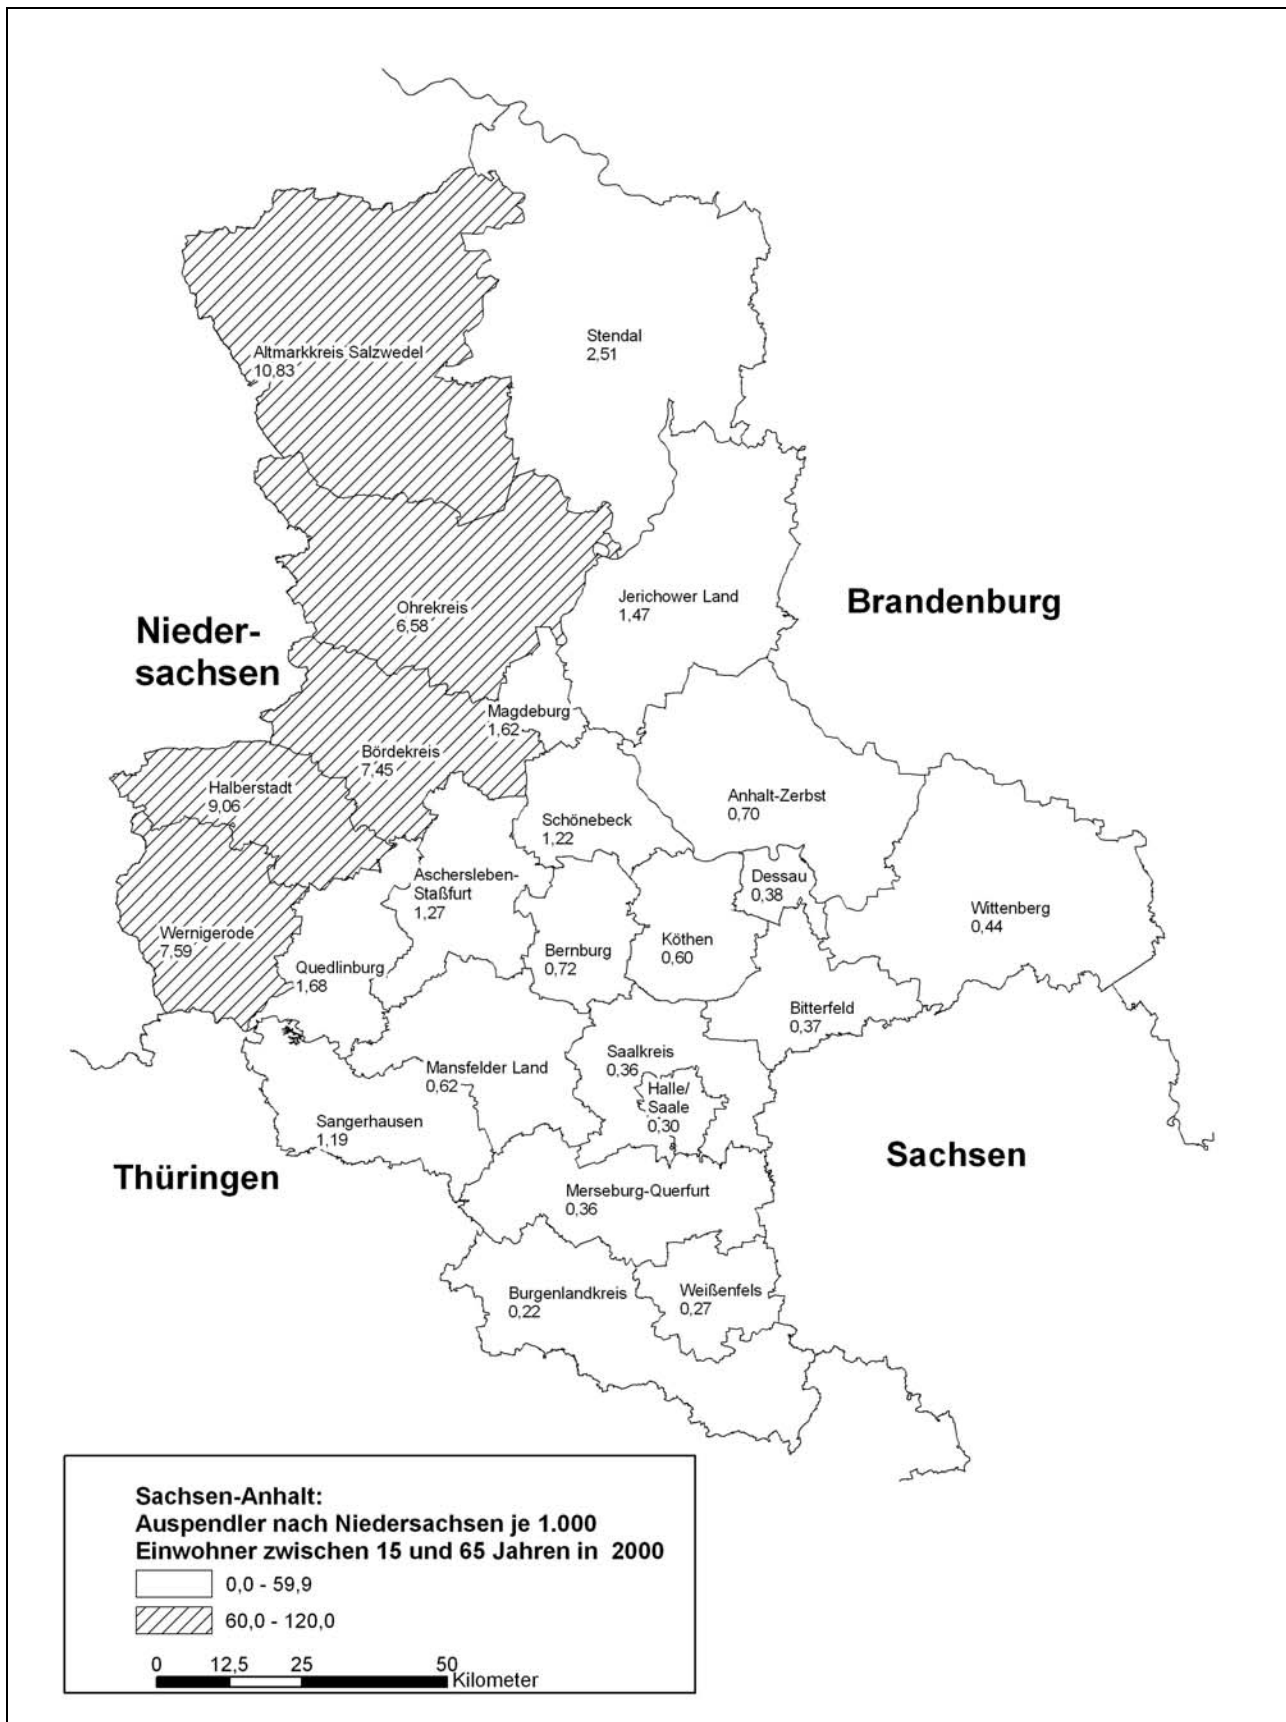 Stendal
2,51
Altmarkkreis Salzwedel
10,83
Jerichower Land
1,47
Brandenburg
Ohrekreis
6,58
Nieder-
sachsen
Magdeburg
1,62
Bördekreis
7,45
Halberstadt
9,06
Anhalt-Zerbst
0,70
Schönebeck
1,22
Aschersleben-
Staßfurt
1,27
Dessau
0,38
Wittenberg
0,44
Wernigerode
7,59
Köthen
0,60
Bernburg
0,72
Quedlinburg
1,68
Bitterfeld
0,37
Saalkreis
0,36
Mansfelder Land
0,62
Halle/
Saale
0,30
Sangerhausen
1,19
Sachsen
Thüringen
Merseburg-Querfurt
0,36
Burgenlandkreis
0,22
Weißenfels
0,27
Sachsen-Anhalt:
Auspendler nach Niedersachsen je 1.000
Einwohner zwischen 15 und 65 Jahren in 2000
0,0 - 59,9
60,0 - 120,0
0 12,5 25 50
Kilometer